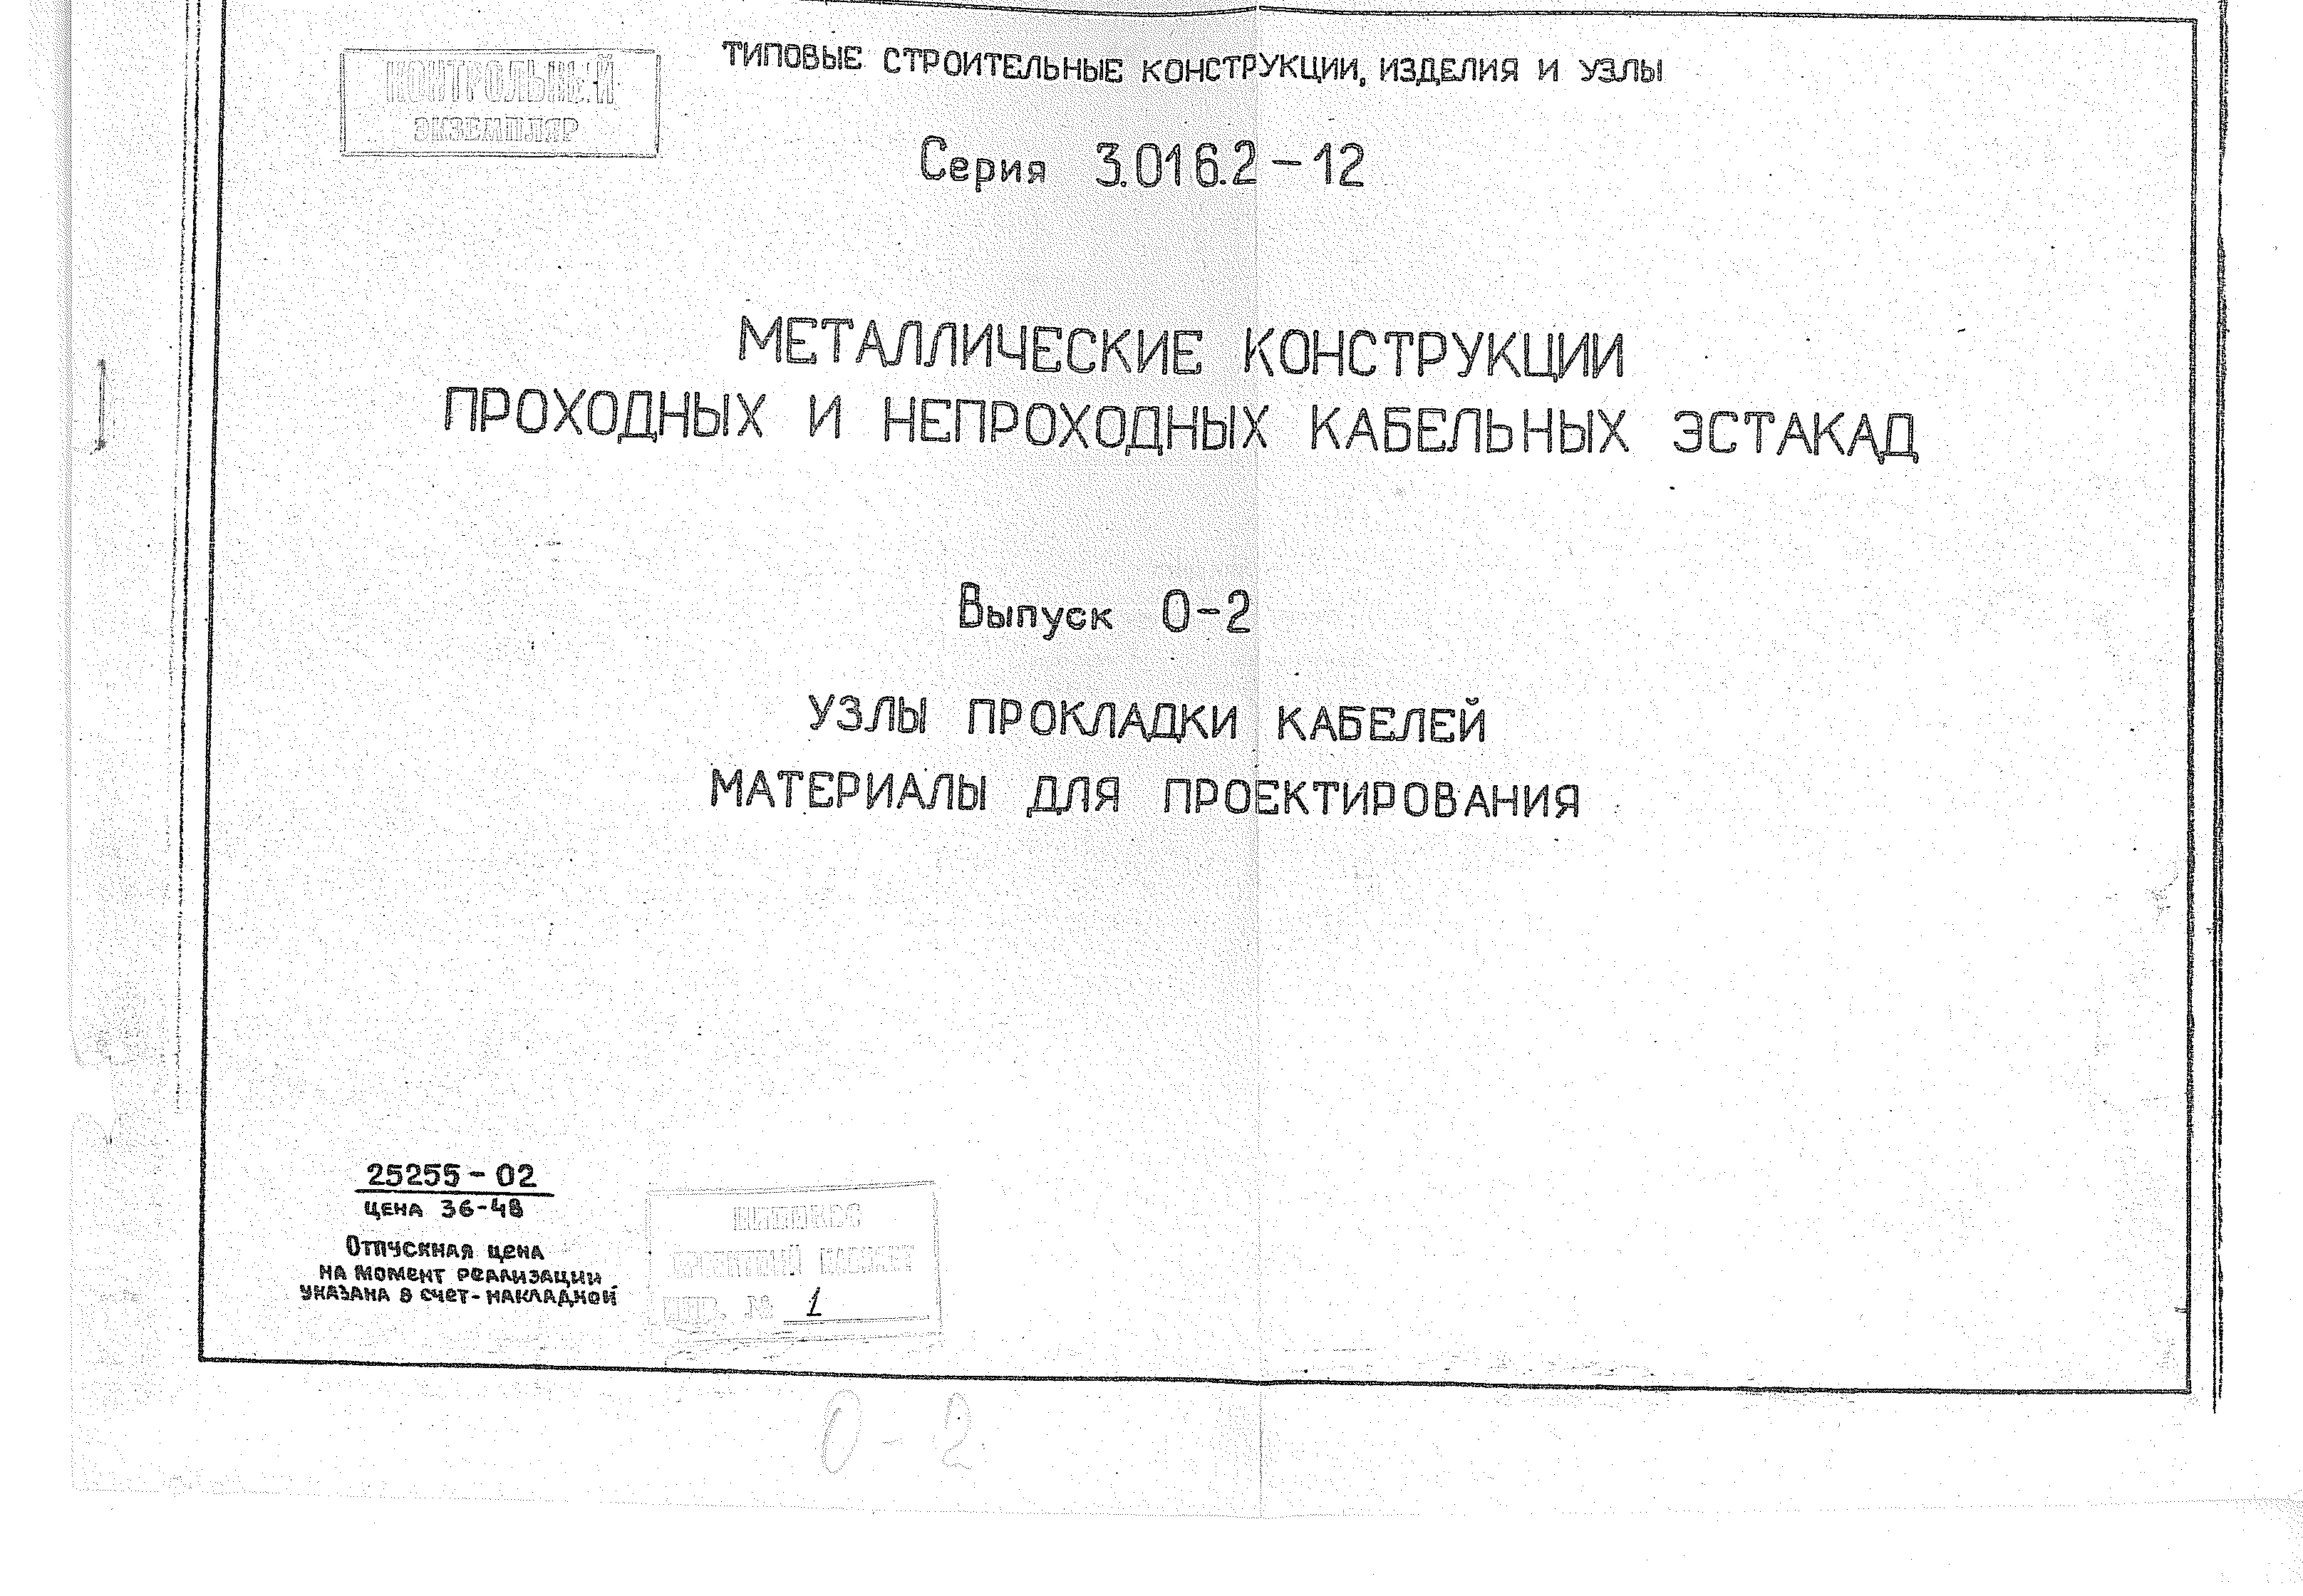 КОНТРОЛЬНЫЙ
ЭКЗЕМПЛЯР
ТИПОВЫЕ СТРОИТЕЛЬНЫЕ КОНСТРУКЦИИ, ИЗДЕЛИЯ И УЗЛЫ
Серия 3.016.2-12
МЕТАЛЛИЧЕСКИЕ КОНСТРУКЦИИ
ПРОХОДНЫХ И НЕПРОХОДНЫХ КАБЕЛЬНЫХ ЭСТАКАД
Выпуск 0-2
УЗЛЫ ПРОКЛАДКИ КАБЕЛЕЙ
МАТЕРИАЛЫ ДЛЯ ПРОЕКТИРОВАНИЯ
25255-02
ЦЕНА 36-48
Отпускная цена
на момент реализации
указана в счет-накладной
КАБИНЕТ
ИНВ. № 1
0-2